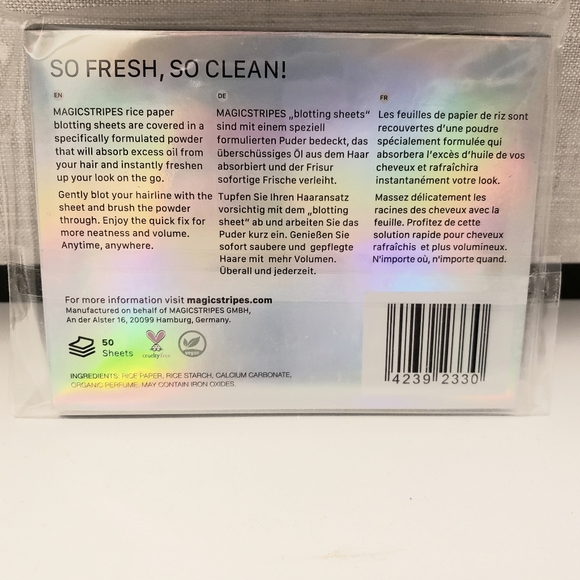 SO FRESH, SO CLEAN!
EN
MAGICSTRIPES rice paper
blotting sheets are covered in a
specifically formulated powder
that will absorb excess oil from
your hair and instantly freshen
up your look on the go.
Gently blot your hairline with the
sheet and brush the powder
through. Enjoy the quick fix for
more neatness and volume.
Anytime, anywhere.
DE
MAGICSTRIPES „blotting sheets“
sind mit einem speziell
formulierten Puder bedeckt, das
überschüssiges Öl aus dem Haar
absorbiert und der Frisur
sofortige Frische verleiht.
Tupfen Sie Ihren Haaransatz
vorsichtig mit dem „blotting
sheet“ ab und arbeiten Sie das
Puder kurz ein. Genießen Sie
sofort saubere und gepflegte
Haare mit mehr Volumen.
Überall und jederzeit.
FR
Les feuilles de papier de riz sont
recouvertes d'une poudre
spécialement formulée qui
absorbera l'excès d'huile de vos
cheveux et rafraîchira
instantanément votre look.
Massez délicatement les
racines des cheveux avec la
feuille. Profitez de cette
solution rapide pour cheveux
rafraîchis et plus volumineux.
N'importe où, n'importe quand.
For more information visit magicstripes.com
Manufactured on behalf of MAGICSTRIPES GMBH,
An der Alster 16, 20099 Hamburg, Germany.
50
Sheets
cruelty free
vegan
INGREDIENTS: RICE PAPER, RICE STARCH, CALCIUM CARBONATE,
ORGANIC PERFUME. MAY CONTAIN IRON OXIDES.
4239 2330